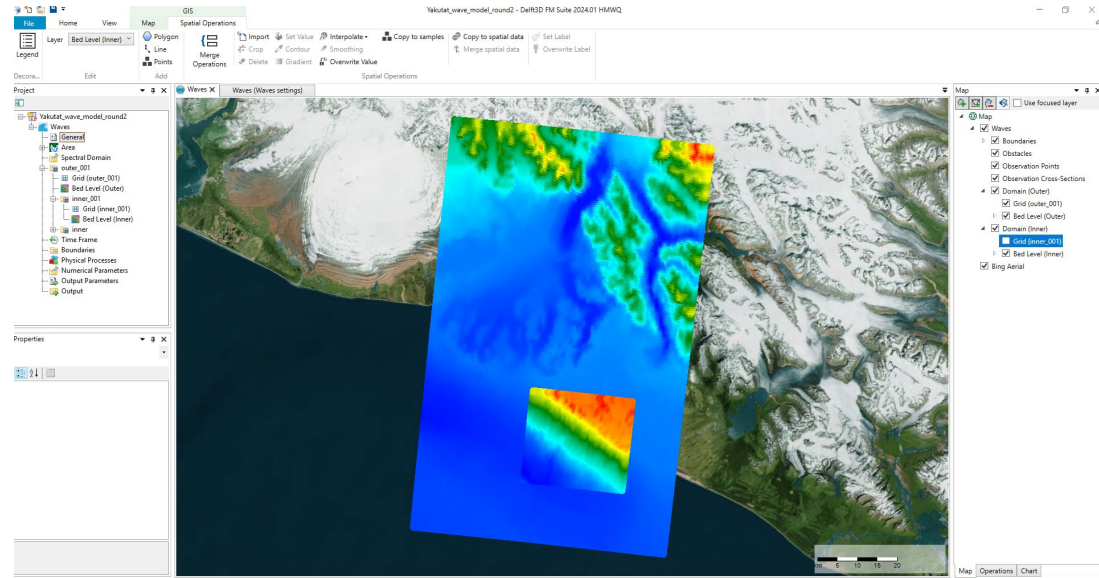 GIS
Yakutat_wave_model_round2 - Delft3D FM Suite 2024.01 HMWQ
File Home View Map Spatial Operations
Legend
Layer Bed Level (Inner)
Polygon
Line
Points
Merge Operations
Import Set Value Interpolate Copy to samples Copy to spatial data Set Label
Crop Contour Smoothing Merge spatial data Overwrite Label
Delete Gradient Overwrite Value
Decora... Edit Add Spatial Operations
Project
Yakutat_wave_model_round2
Waves
General
Area
Spectral Domain
outer_001
Grid (outer_001)
Bed Level (Outer)
inner_001
Grid (inner_001)
Bed Level (Inner)
inner
Time Frame
Boundaries
Physical Processes
Numerical Parameters
Output Parameters
Output
Properties
Waves X Waves (Waves settings)
km 5 10 15 20
Map
Use focused layer
Map
Waves
Boundaries
Obstacles
Observation Points
Observation Cross-Sections
Domain (Outer)
Grid (outer_001)
Bed Level (Outer)
Domain (Inner)
Grid (inner_001)
Bed Level (Inner)
Bing Aerial
Map Operations Chart